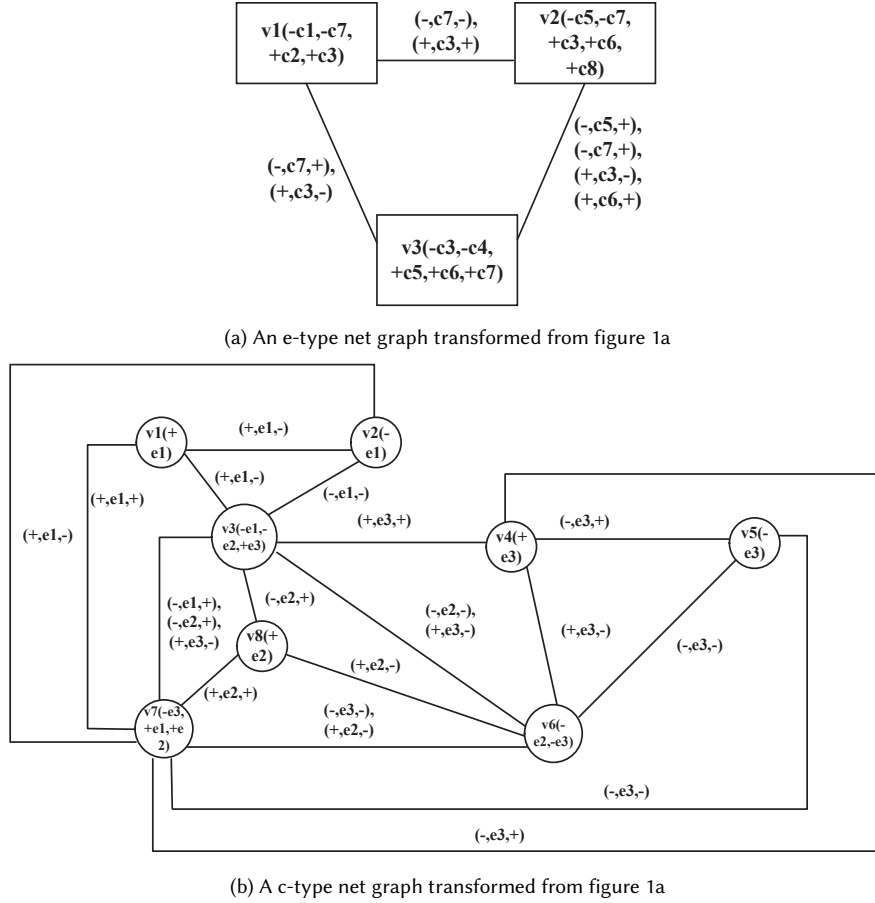 v1(-c1,-c7,
+c2,+c3)
(-,c7,-),
(+,c3,+)
v2(-c5,-c7,
+c3,+c6,
+c8)
(-,c7,+),
(+,c3,-)
(-,c5,+),
(-,c7,+),
(+,c3,-),
(+,c6,+)
v3(-c3,-c4,
+c5,+c6,+c7)
(a) An e-type net graph transformed from figure 1a
v1(+
e1)
(+,e1,-)
v2(-
e1)
(+,e1,-)
(+,e1,+)
(+,e1,-)
(-,e1,-)
v3(-e1,-
e2,+e3)
(+,e3,+)
v4(+
e3)
(-,e3,+)
v5(-
e3)
(-,e1,+),
(-,e2,+),
(+,e3,-)
(-,e2,+)
v8(+
e2)
(-,e2,-),
(+,e3,-)
(+,e3,-)
(-,e3,-)
(+,e2,-)
(+,e2,+)
v7(-e3,
+e1,+e
2)
(-,e3,-),
(+,e2,-)
v6(-
e2,-e3)
(-,e3,-)
(-,e3,+)
(b) A c-type net graph transformed from figure 1a